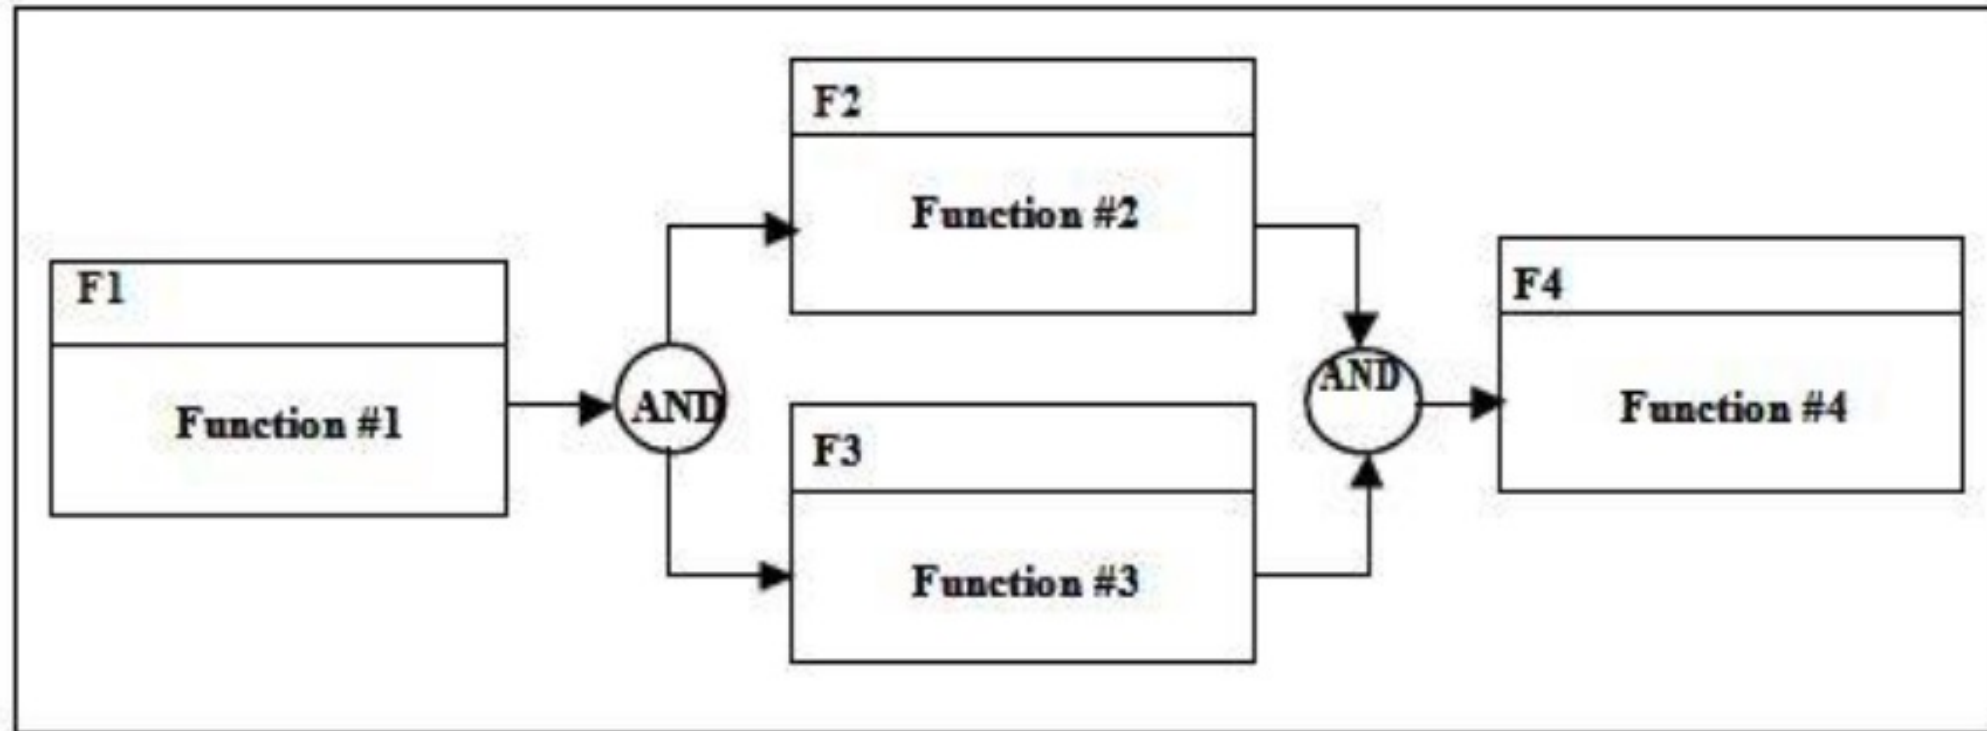 F1
Function #1
AND
F2
Function #2
F3
Function #3
AND
F4
Function #4